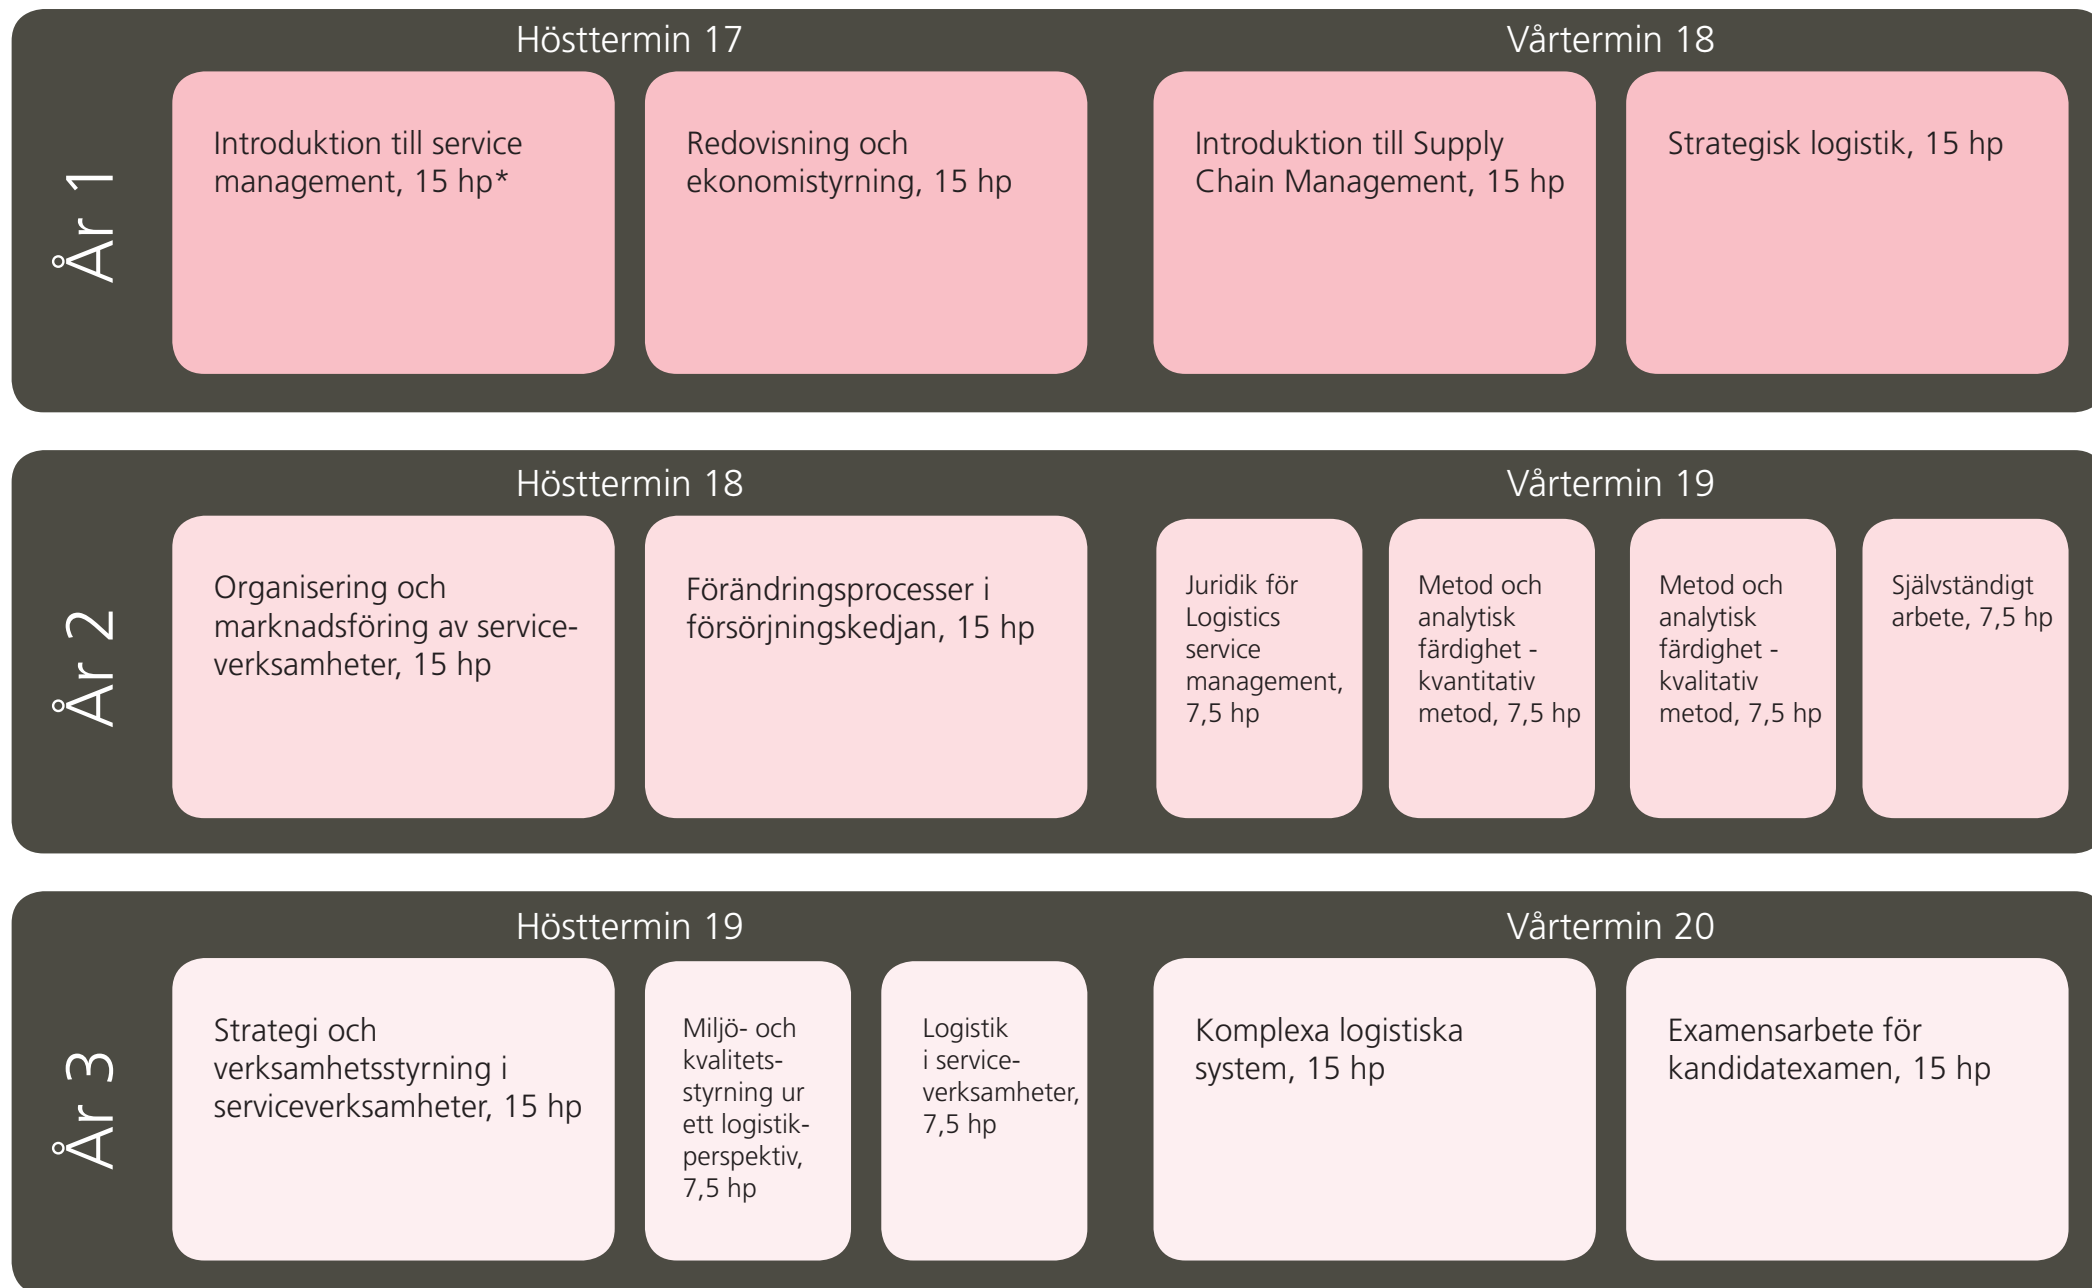 År 1
Hösttermin 17
Introduktion till service
management, 15 hp*
Redovisning och
ekonomistyrning, 15 hp
Vårtermin 18
Introduktion till Supply
Chain Management, 15 hp
Strategisk logistik, 15 hp
År 2
Hösttermin 18
Organisering och
marknadsföring av service-
verksamheter, 15 hp
Förändringsprocesser i
försörjningskedjan, 15 hp
Vårtermin 19
Juridik för
Logistics
service
management,
7,5 hp
Metod och
analytisk
färdighet -
kvantitativ
metod, 7,5 hp
Metod och
analytisk
färdighet -
kvalitativ
metod, 7,5 hp
Självständigt
arbete, 7,5 hp
År 3
Hösttermin 19
Strategi och
verksamhetsstyrning i
serviceverksamheter, 15 hp
Miljö- och
kvalitets-
styrning ur
ett logistik-
perspektiv,
7,5 hp
Logistik
i service-
verksamheter,
7,5 hp
Vårtermin 20
Komplexa logistiska
system, 15 hp
Examensarbete för
kandidatexamen, 15 hp